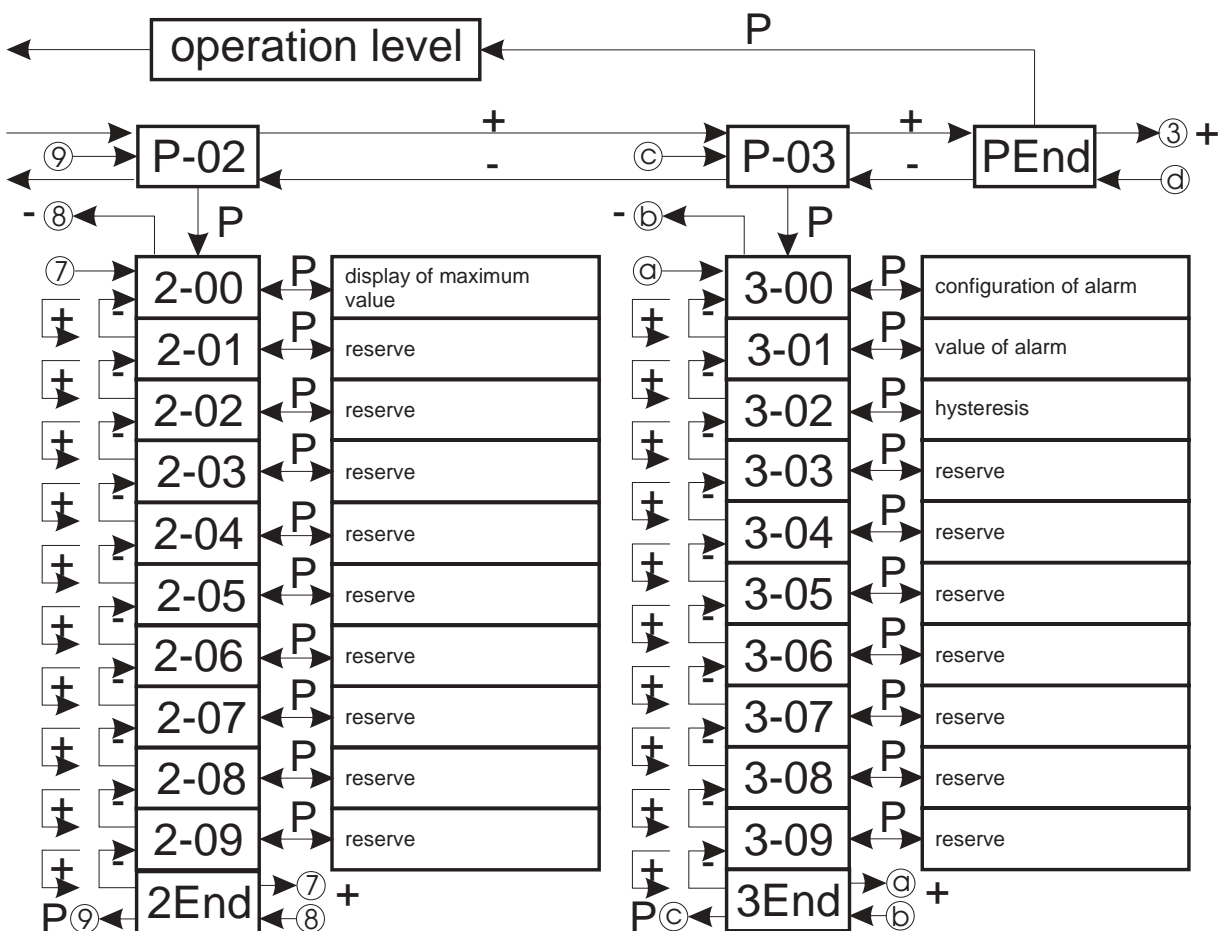 P
operation level
+ +
⑨ P-02 ⓒ P-03 PEnd ③ +
- - ⓓ
- ⑧ P - ⓑ P
⑦ 2-00 P display of maximum
value
+ - 2-01 P reserve
+ - 2-02 P reserve
+ - 2-03 P reserve
+ - 2-04 P reserve
+ - 2-05 P reserve
+ - 2-06 P reserve
+ - 2-07 P reserve
+ - 2-08 P reserve
+ - 2-09 P reserve
+ - 2End ⑦ +
P⑨ ⑧
ⓐ 3-00 P configuration of alarm
+ - 3-01 P value of alarm
+ - 3-02 P hysteresis
+ - 3-03 P reserve
+ - 3-04 P reserve
+ - 3-05 P reserve
+ - 3-06 P reserve
+ - 3-07 P reserve
+ - 3-08 P reserve
+ - 3-09 P reserve
+ - 3End ⓐ +
Pⓒ ⓑ